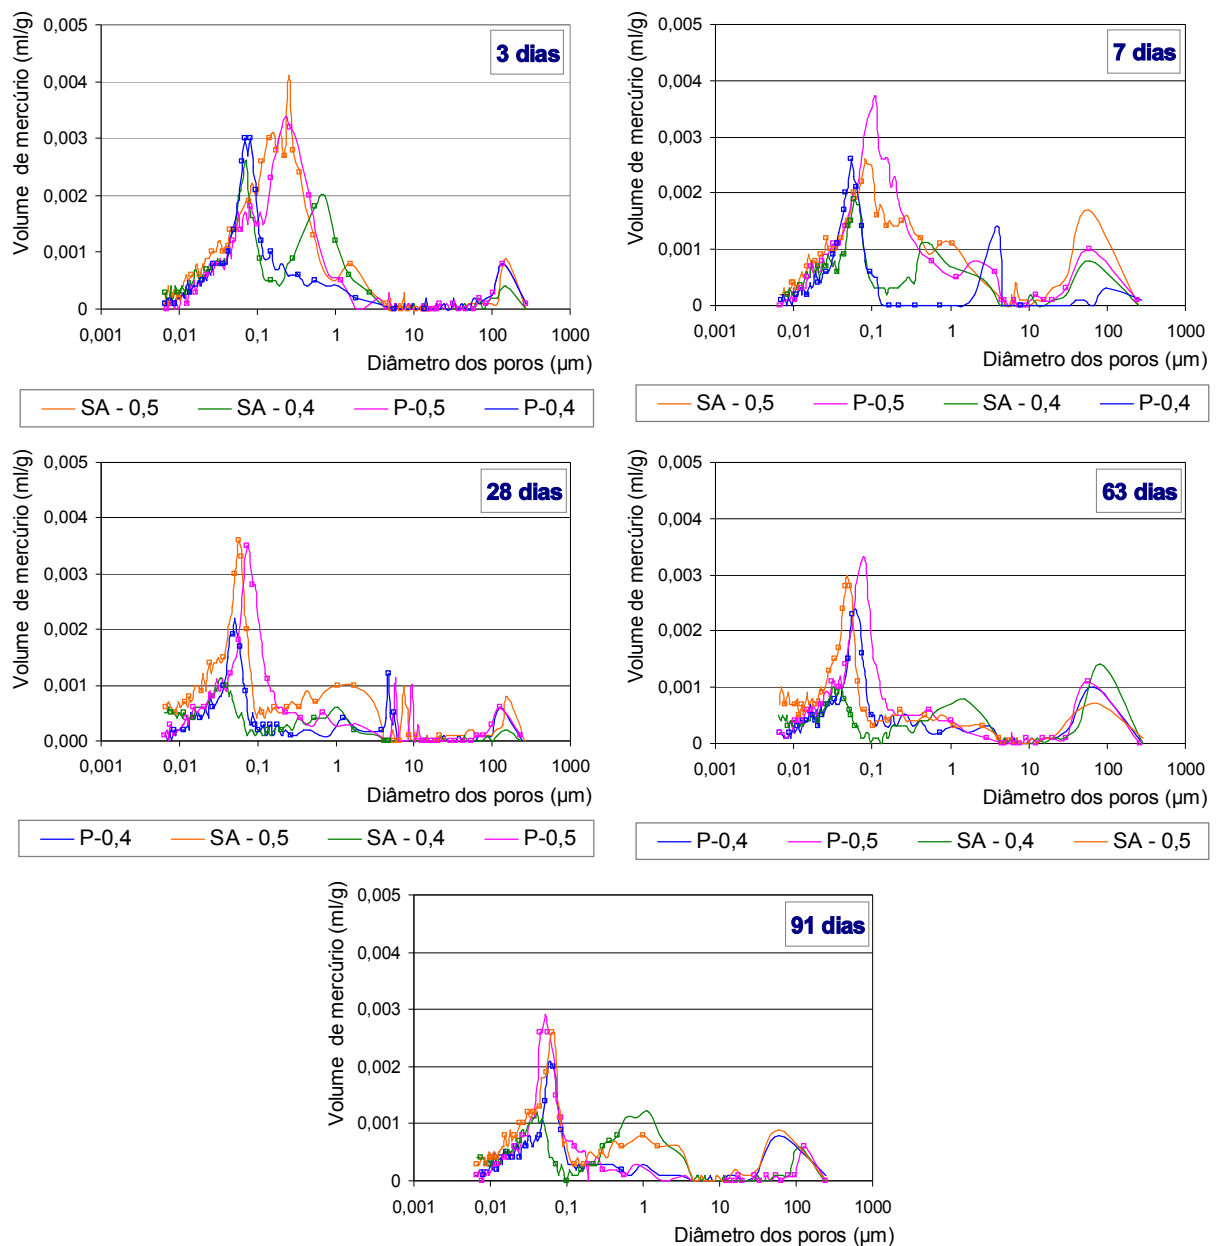 3 dias
Volume de mercúrio (ml/g)
0,005
0,004
0,003
0,002
0,001
0
0,001 0,01 0,1 1 10 100 1000
Diâmetro dos poros (µm)
SA - 0,5 SA - 0,4 P-0,5 P-0,4
7 dias
Volume de mercúrio (ml/g)
0,005
0,004
0,003
0,002
0,001
0
0,001 0,01 0,1 1 10 100 1000
Diâmetro dos poros (µm)
SA - 0,5 P-0,5 SA - 0,4 P-0,4
28 dias
Volume de mercúrio (ml/g)
0,005
0,004
0,003
0,002
0,001
0,000
0,001 0,01 0,1 1 10 100 1000
Diâmetro dos poros (µm)
P-0,4 SA - 0,5 SA - 0,4 P-0,5
63 dias
Volume de mercúrio (ml/g)
0,005
0,004
0,003
0,002
0,001
0
0,001 0,01 0,1 1 10 100 1000
Diâmetro dos poros (µm)
P-0,4 P-0,5 SA - 0,4 SA - 0,5
91 dias
Volume de mercúrio (ml/g)
0,005
0,004
0,003
0,002
0,001
0
0,001 0,01 0,1 1 10 100 1000
Diâmetro dos poros (µm)